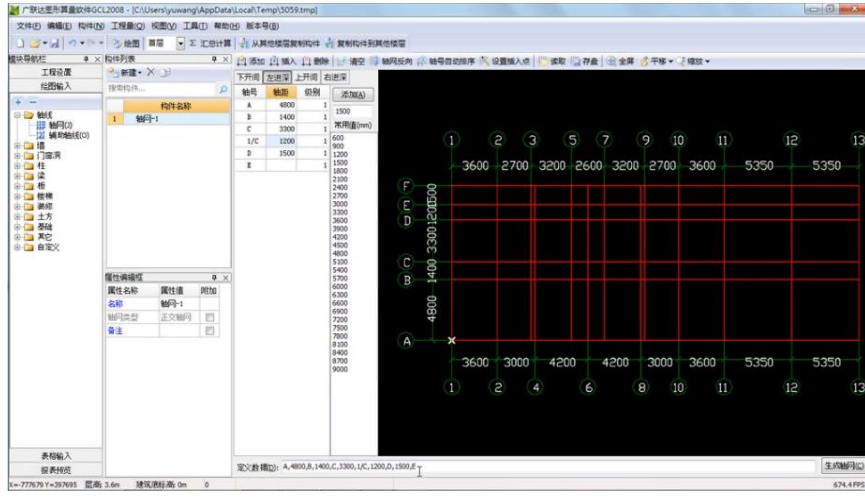 广联达图形算量软件GCL2008 - [C:\Users\yuwang\AppData\Local\Temp\5059.tmp]
文件(F) 编辑(E) 构件(N) 工程量(Q) 视图(V) 工具(T) 帮助(H) 版本号(B)
绘图 首层 Σ 汇总计算 从其他楼层复制构件 复制构件到其他楼层
模块导航栏 构件列表 添加 插入 删除 清空 轴网反向 轴号自动排序 设置插入点 读取 存盘 全屏 平移 缩放
工程设置 新建 下开间 左进深 上开间 右进深
绘图输入 搜索构件... 轴号 轴距 级别 添加(A)
构件名称 A 4800 1 1500
1 轴网-1 B 1400 1 常用值(mm)
轴线 C 3300 1
轴网(J) 1/C 1200 1
辅助轴线(O) D 1500 1
墙 E 1
门窗洞
柱
梁
板
楼梯
装修
土方
基础
其它
自定义
600
900
1200
1500
1800
2100
2400
2700
3000
3300
3600
3900
4200
4500
4800
5100
5400
5700
6000
6300
6600
6900
7200
7500
7800
8100
8400
8700
9000
属性编辑框
属性名称 属性值 附加
名称 轴网-1
轴网类型 正交轴网
备注
1 2 3 5 7 9 10 11 12 13
3600 2700 3200 2600 3200 2700 3600 5350 5350
F
E
D
C
B
A
1500
1200
3300
1400
4800
3600 3000 4200 4200 3000 3600 5350 5350
1 2 4 6 8 10 11 12 13
表格输入
报表预览
定义数据(D): A,4800,B,1400,C,3300,1/C,1200,D,1500,E
生成轴网(C)
X=-777679 Y=397695 层高: 3.6m 建筑底标高: 0m 0 674.4 FPS